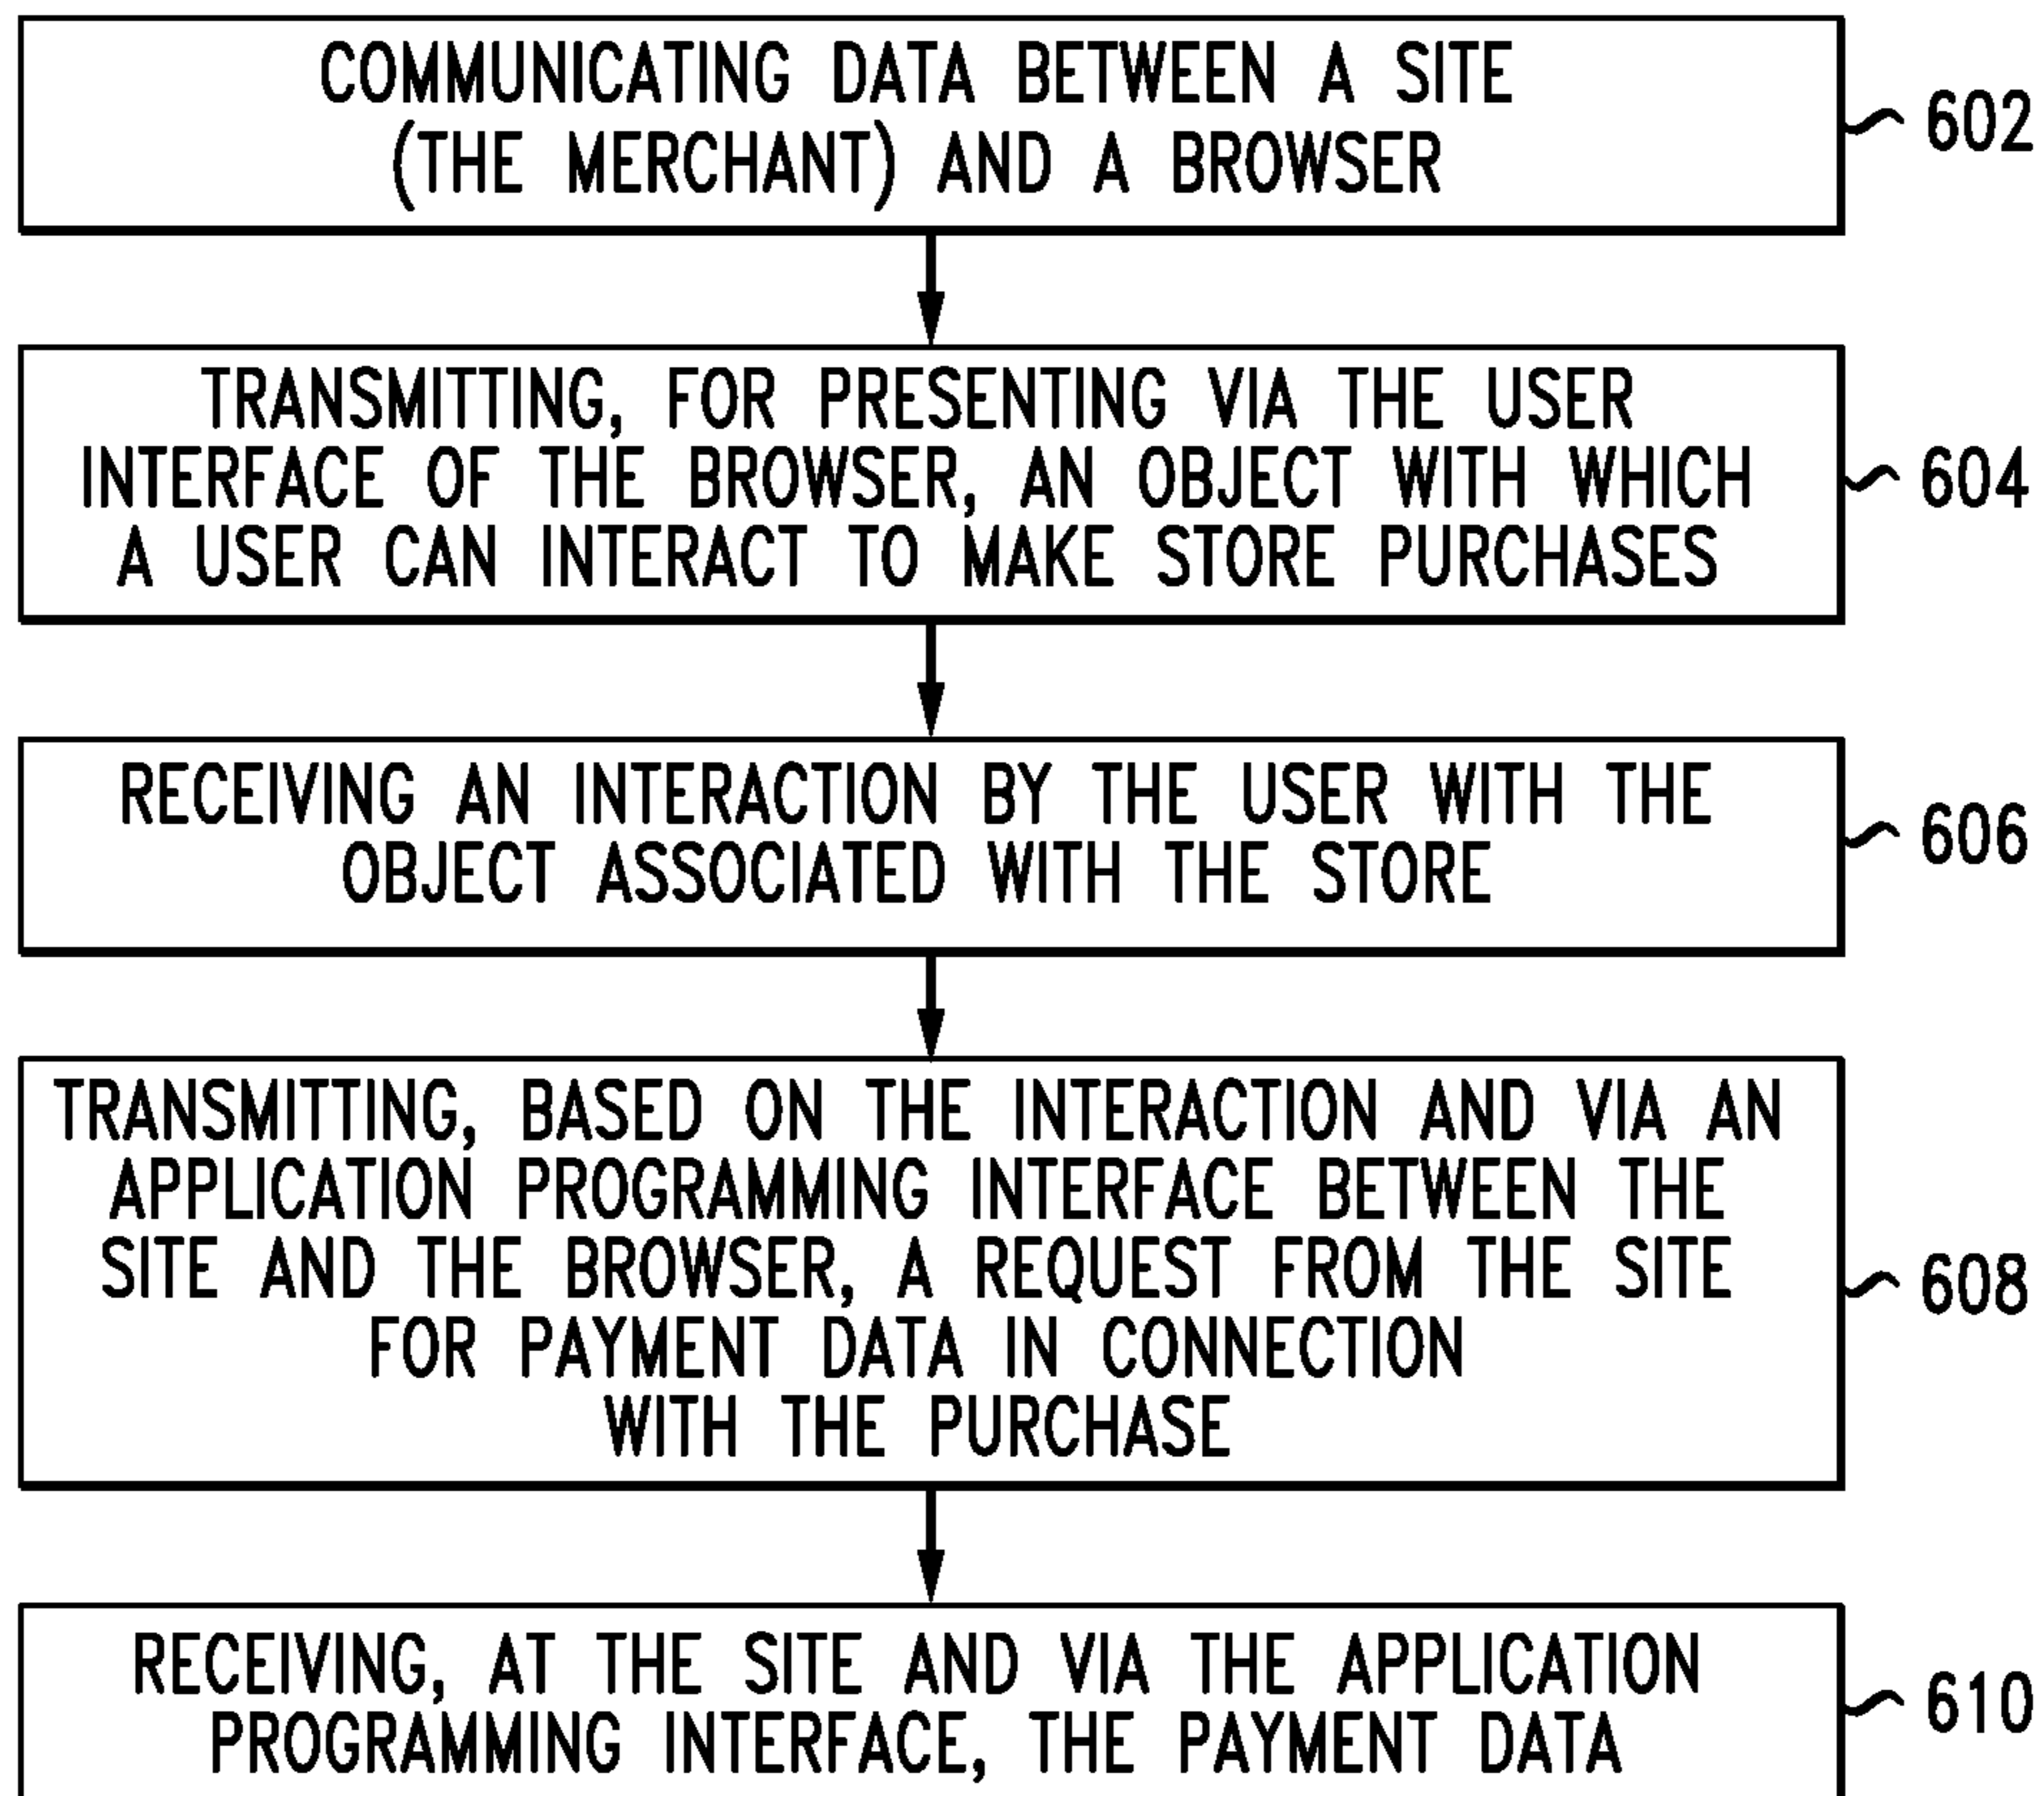 COMMUNICATING DATA BETWEEN A SITE
(THE MERCHANT) AND A BROWSER
602
TRANSMITTING, FOR PRESENTING VIA THE USER
INTERFACE OF THE BROWSER, AN OBJECT WITH WHICH
A USER CAN INTERACT TO MAKE STORE PURCHASES
604
RECEIVING AN INTERACTION BY THE USER WITH THE
OBJECT ASSOCIATED WITH THE STORE
606
TRANSMITTING, BASED ON THE INTERACTION AND VIA AN
APPLICATION PROGRAMMING INTERFACE BETWEEN THE
SITE AND THE BROWSER, A REQUEST FROM THE SITE
FOR PAYMENT DATA IN CONNECTION
WITH THE PURCHASE
608
RECEIVING, AT THE SITE AND VIA THE APPLICATION
PROGRAMMING INTERFACE, THE PAYMENT DATA
610